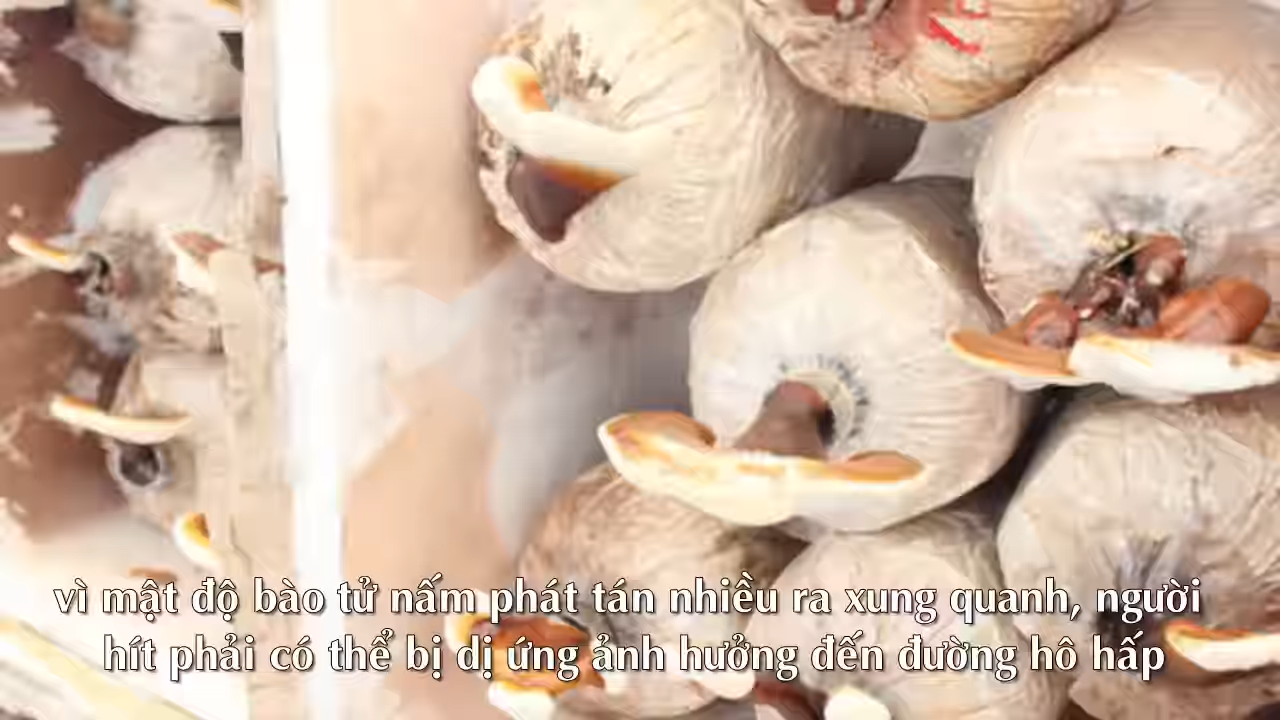 vì mật độ bào tử nấm phát tán nhiều ra xung quanh, người
hít phải có thể bị dị ứng ảnh hưởng đến đường hô hấp